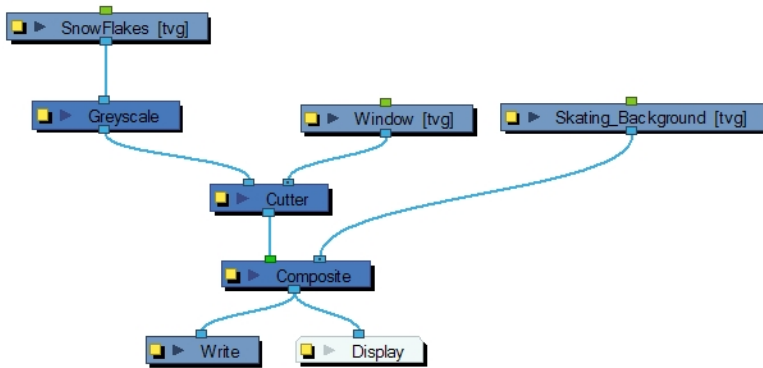 SnowFlakes [tvg]
Greyscale
Window [tvg]
Skating_Background [tvg]
Cutter
Composite
Write
Display